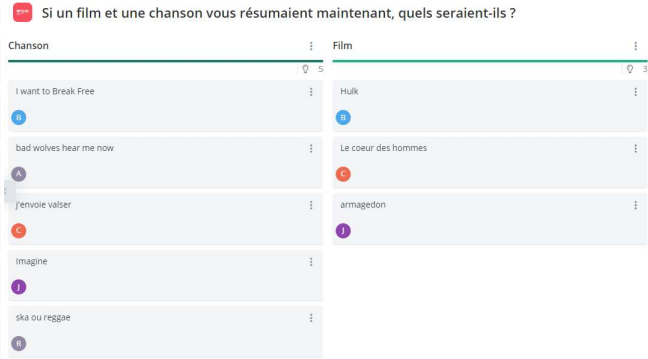 Si un film et une chanson vous résumaient maintenant, quels seraient-ils ?
Chanson
5
I want to Break Free
B
bad wolves hear me now
A
j'envoie valser
C
Imagine
J
ska ou reggae
R
Film
3
Hulk
B
Le coeur des hommes
C
armagedon
J